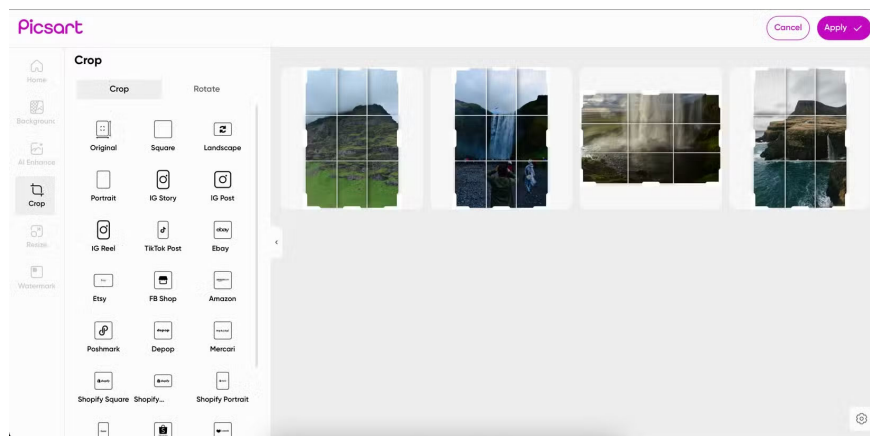 Picsart
Cancel
Apply
Home
Background
AI Enhance
Crop
Resize
Watermark
Crop
Crop Rotate
Original Square Landscape
Portrait IG Story IG Post
IG Reel TikTok Post Ebay
ebay
Etsy FB Shop Amazon
depop
Poshmark Depop Mercari
Shopify Square Shopify... Shopify Portrait